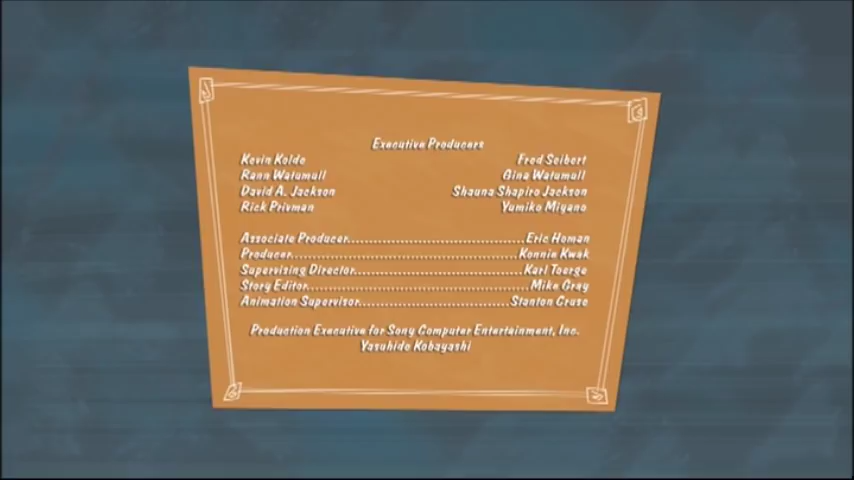 Executive Producers
Kevin Kolde Fred Seibert
Rann Watumull Gina Watumull
David A. Jackson Shauna Shapiro Jackson
Rick Privman Yumiko Miyano
Associate Producer..........................................Eric Homan
Producer......................................................Konnie Kwak
Supervising Director........................................Karl Toerge
Story Editor....................................................Mike Gray
Animation Supervisor....................................Stanton Cruse
Production Executive for Sony Computer Entertainment, Inc.
Yasuhide Kobayashi